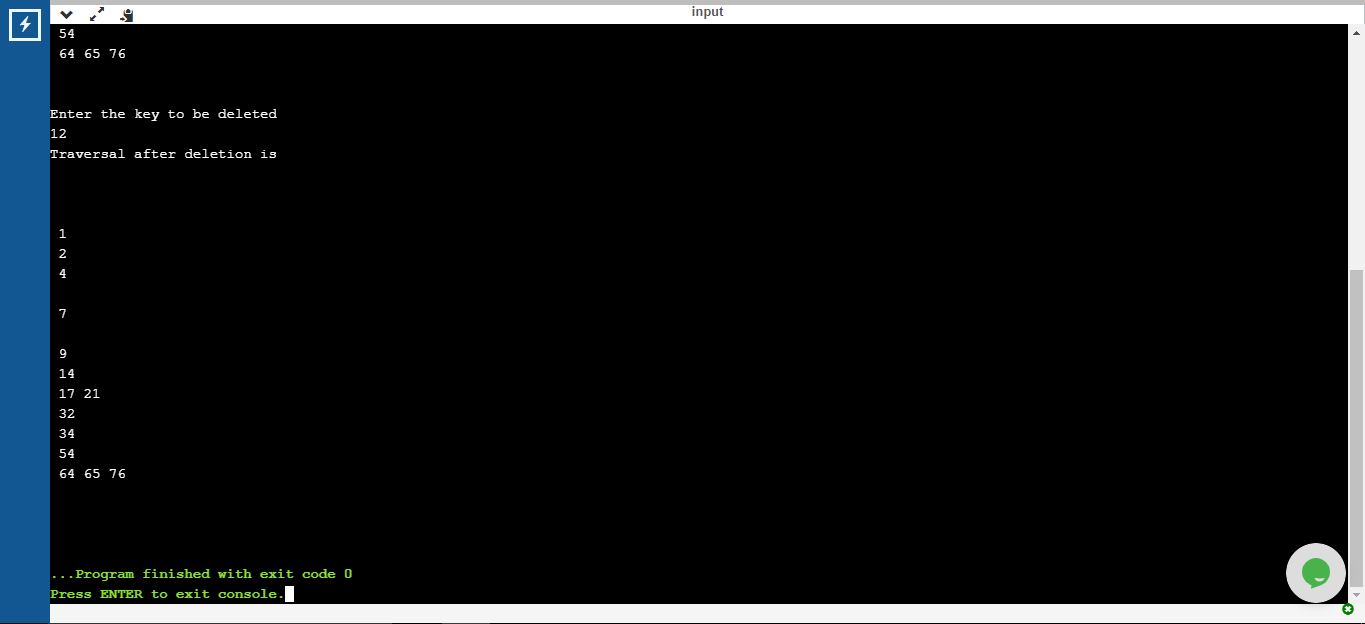 input
54
64 65 76
Enter the key to be deleted
12
Traversal after deletion is
1
2
4
7
9
14
17 21
32
34
54
64 65 76
...Program finished with exit code 0
Press ENTER to exit console.